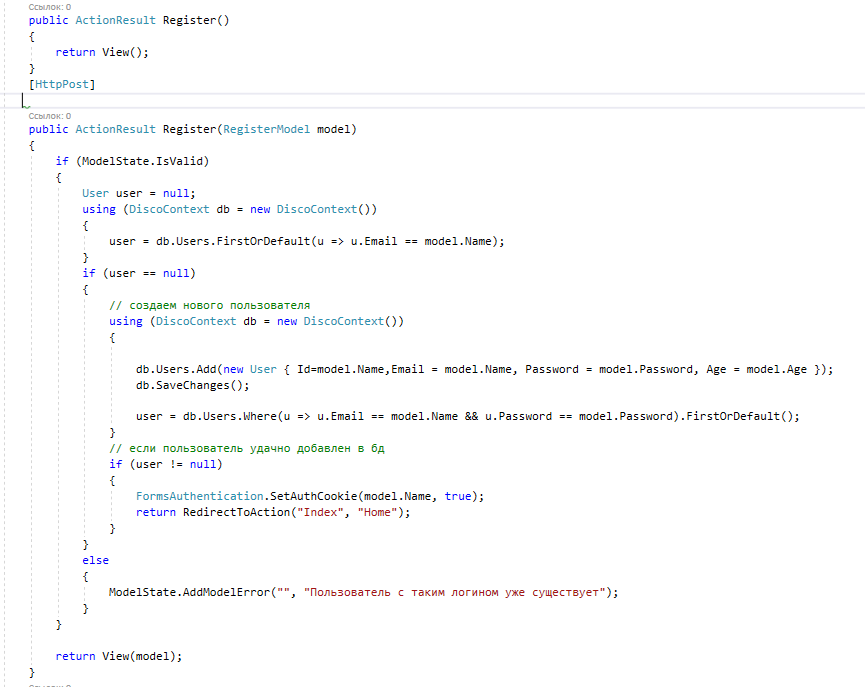 Ссылок: 0
public ActionResult Register()
{
return View();
}
[HttpPost]
Ссылок: 0
public ActionResult Register(RegisterModel model)
{
if (ModelState.IsValid)
{
User user = null;
using (DiscoContext db = new DiscoContext())
{
user = db.Users.FirstOrDefault(u => u.Email == model.Name);
}
if (user == null)
{
// создаем нового пользователя
using (DiscoContext db = new DiscoContext())
{
db.Users.Add(new User { Id=model.Name,Email = model.Name, Password = model.Password, Age = model.Age });
db.SaveChanges();
user = db.Users.Where(u => u.Email == model.Name && u.Password == model.Password).FirstOrDefault();
}
// если пользователь удачно добавлен в бд
if (user != null)
{
FormsAuthentication.SetAuthCookie(model.Name, true);
return RedirectToAction("Index", "Home");
}
}
else
{
ModelState.AddModelError("", "Пользователь с таким логином уже существует");
}
}
return View(model);
}
Ссылок: 0